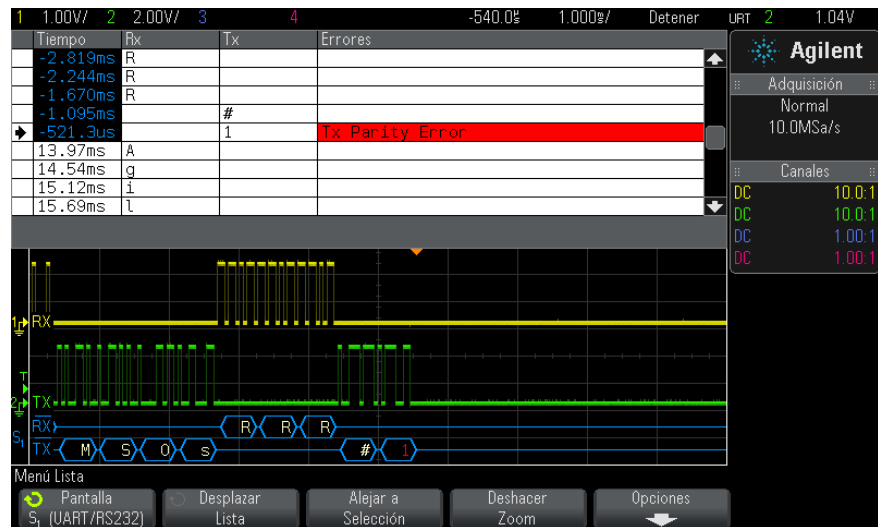 1 1.00V/ 2 2.00V/ 3 4 -540.0㎲ 1.000㎳/ Detener URT 2 1.04V
Tiempo Rx Tx Errores
-2.819ms R
-2.244ms R
-1.670ms R
-1.095ms #
-521.3us 1 Tx Parity Error
13.97ms A
14.54ms g
15.12ms i
15.69ms l
Agilent
Adquisición
Normal
10.0MSa/s
Canales
DC 10.0:1
DC 10.0:1
DC 1.00:1
DC 1.00:1
1 RX
T
2 TX
S1 RX R R R
TX M S O s # 1
Menú Lista
Pantalla
S1 (UART/RS232)
Desplazar
Lista
Alejar a
Selección
Deshacer
Zoom
Opciones